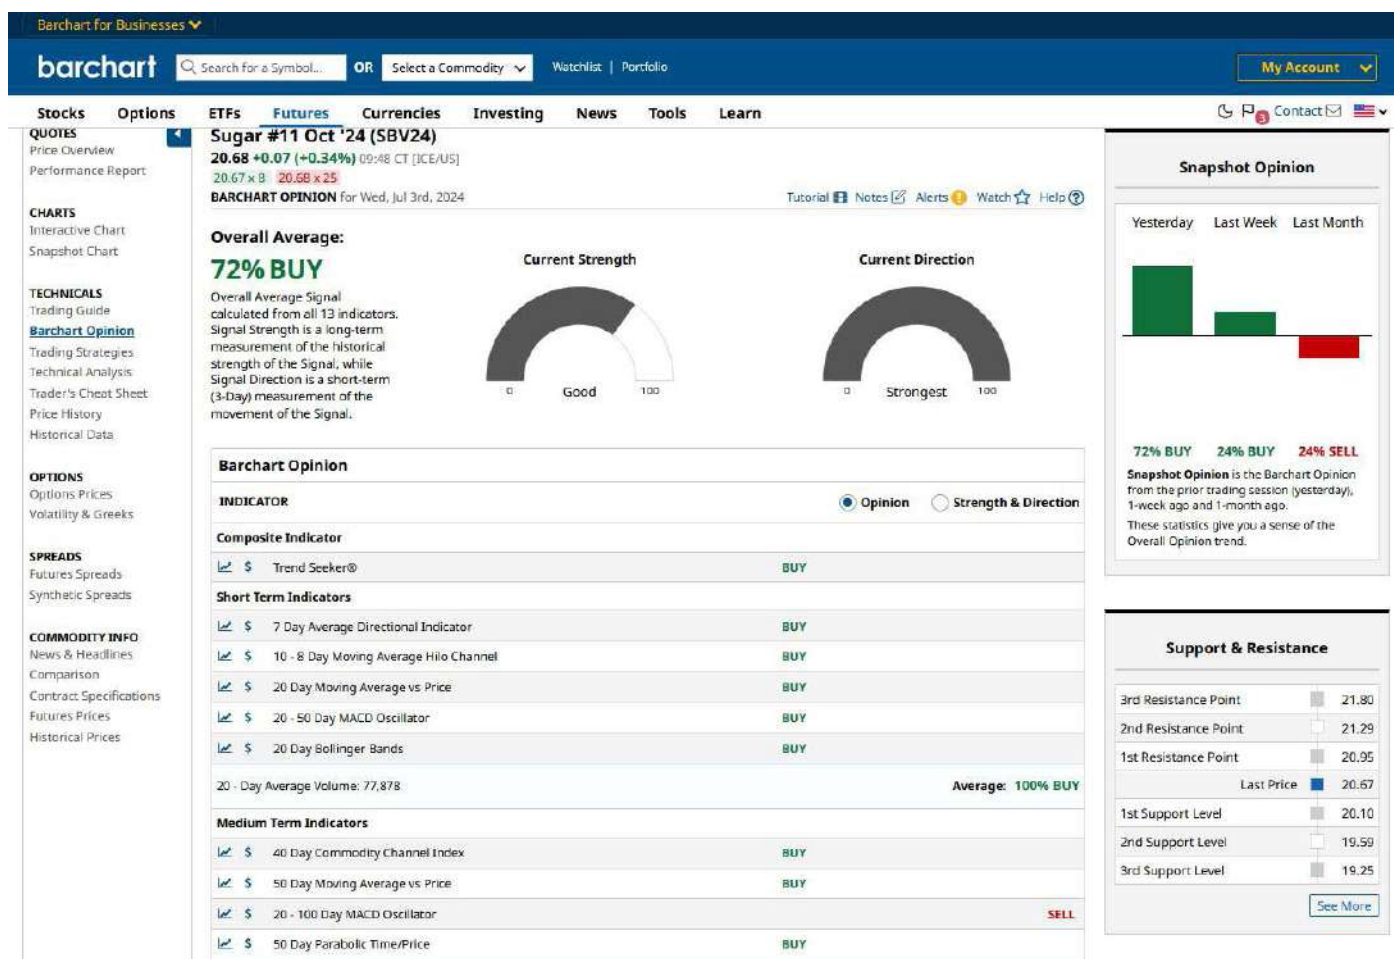 Barchart for Businesses
barchart Search for a Symbol... OR Select a Commodity Watchlist | Portfolio My Account
Stocks Options ETFs Futures Currencies Investing News Tools Learn 3 Contact
QUOTES
Price Overview
Performance Report
CHARTS
Interactive Chart
Snapshot Chart
TECHNICALS
Trading Guide
Barchart Opinion
Trading Strategies
Technical Analysis
Trader's Cheat Sheet
Price History
Historical Data
OPTIONS
Options Prices
Volatility & Greeks
SPREADS
Futures Spreads
Synthetic Spreads
COMMODITY INFO
News & Headlines
Comparison
Contract Specifications
Futures Prices
Historical Prices
Sugar #11 Oct '24 (SBV24)
20.68 +0.07 (+0.34%) 09:48 CT [ICE/US]
20.67 x 8 20.68 x 25
BARCHART OPINION for Wed, Jul 3rd, 2024 Tutorial Notes Alerts Watch Help
Overall Average:
72% BUY
Overall Average Signal
calculated from all 13 indicators.
Signal Strength is a long-term
measurement of the historical
strength of the Signal, while
Signal Direction is a short-term
(3-Day) measurement of the
movement of the Signal.
Current Strength
0 Good 100
Current Direction
0 Strongest 100
Barchart Opinion
INDICATOR Opinion Strength & Direction
Composite Indicator
$ Trend Seeker® BUY
Short Term Indicators
$ 7 Day Average Directional Indicator BUY
$ 10 - 8 Day Moving Average Hilo Channel BUY
$ 20 Day Moving Average vs Price BUY
$ 20 - 50 Day MACD Oscillator BUY
$ 20 Day Bollinger Bands BUY
20 - Day Average Volume: 77,878 Average: 100% BUY
Medium Term Indicators
$ 40 Day Commodity Channel Index BUY
$ 50 Day Moving Average vs Price BUY
$ 20 - 100 Day MACD Oscillator SELL
$ 50 Day Parabolic Time/Price BUY
Snapshot Opinion
Yesterday Last Week Last Month
72% BUY 24% BUY 24% SELL
Snapshot Opinion is the Barchart Opinion
from the prior trading session (yesterday),
1-week ago and 1-month ago.
These statistics give you a sense of the
Overall Opinion trend.
Support & Resistance
3rd Resistance Point 21.80
2nd Resistance Point 21.29
1st Resistance Point 20.95
Last Price 20.67
1st Support Level 20.10
2nd Support Level 19.59
3rd Support Level 19.25
See More